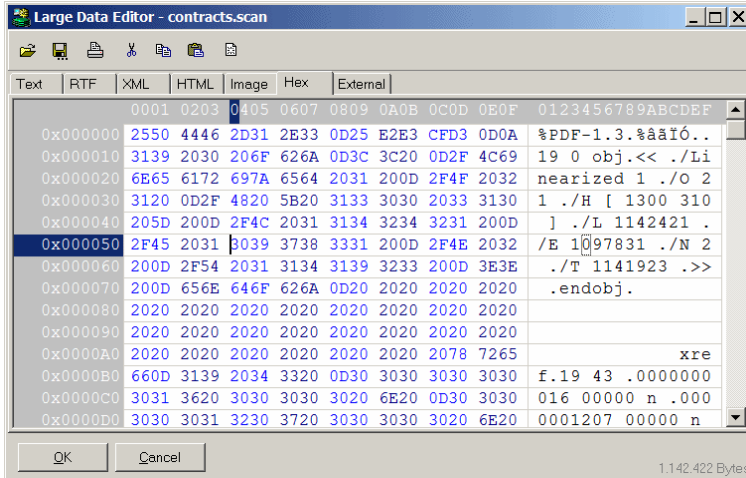 Large Data Editor - contracts.scan
Text RTF XML HTML Image Hex External
0001 0203 0405 0607 0809 0A0B 0C0D 0E0F 0123456789ABCDEF
0x000000 2550 4446 2D31 2E33 0D25 E2E3 CFD3 0D0A %PDF-1.3.%âãÏÓ..
0x000010 3139 2030 206F 626A 0D3C 3C20 0D2F 4C69 19 0 obj.<< ./Li
0x000020 6E65 6172 697A 6564 2031 200D 2F4F 2032 nearized 1 ./O 2
0x000030 3120 0D2F 4820 5B20 3133 3030 2033 3130 1 ./H [ 1300 310
0x000040 205D 200D 2F4C 2031 3134 3234 3231 200D ] ./L 1142421 .
0x000050 2F45 2031 3039 3738 3331 200D 2F4E 2032 /E 1097831 ./N 2
0x000060 200D 2F54 2031 3134 3139 3233 200D 3E3E ./T 1141923 .>>
0x000070 200D 656E 646F 626A 0D20 2020 2020 2020 .endobj.
0x000080 2020 2020 2020 2020 2020 2020 2020 2020
0x000090 2020 2020 2020 2020 2020 2020 2020 2020
0x0000A0 2020 2020 2020 2020 2020 2020 2078 7265 xre
0x0000B0 660D 3139 2034 3320 0D30 3030 3030 3030 f.19 43 .0000000
0x0000C0 3031 3620 3030 3030 3020 6E20 0D30 3030 016 00000 n .000
0x0000D0 3030 3031 3230 3720 3030 3030 3020 6E20 0001207 00000 n
OK Cancel
1.142.422 Bytes